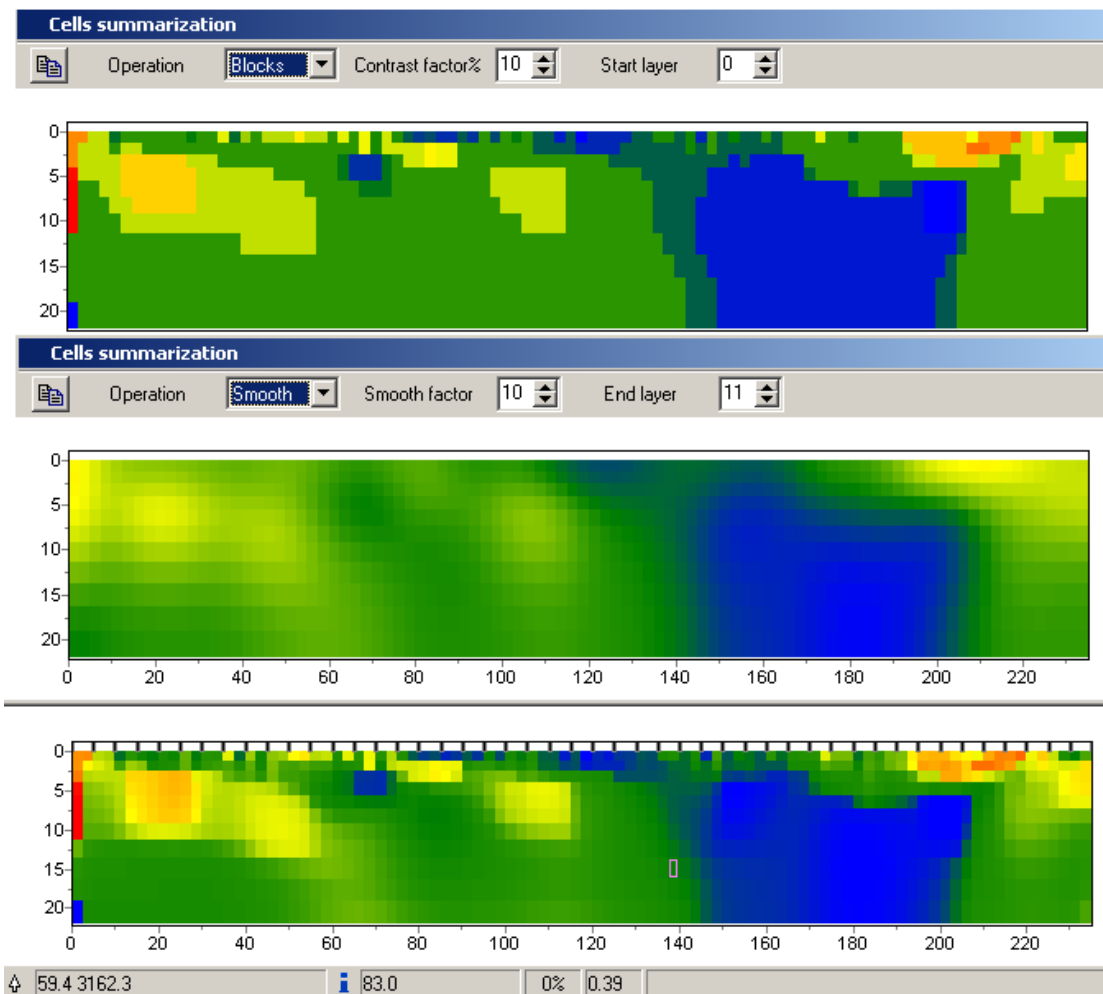 Cells summarization
Operation Blocks Contrast factor% 10 Start layer 0
0
5
10
15
20
Cells summarization
Operation Smooth Smooth factor 10 End layer 11
0
5
10
15
20
0 20 40 60 80 100 120 140 160 180 200 220
0
5
10
15
20
0 20 40 60 80 100 120 140 160 180 200 220
59.4 3162.3 i 83.0 0% 0.39